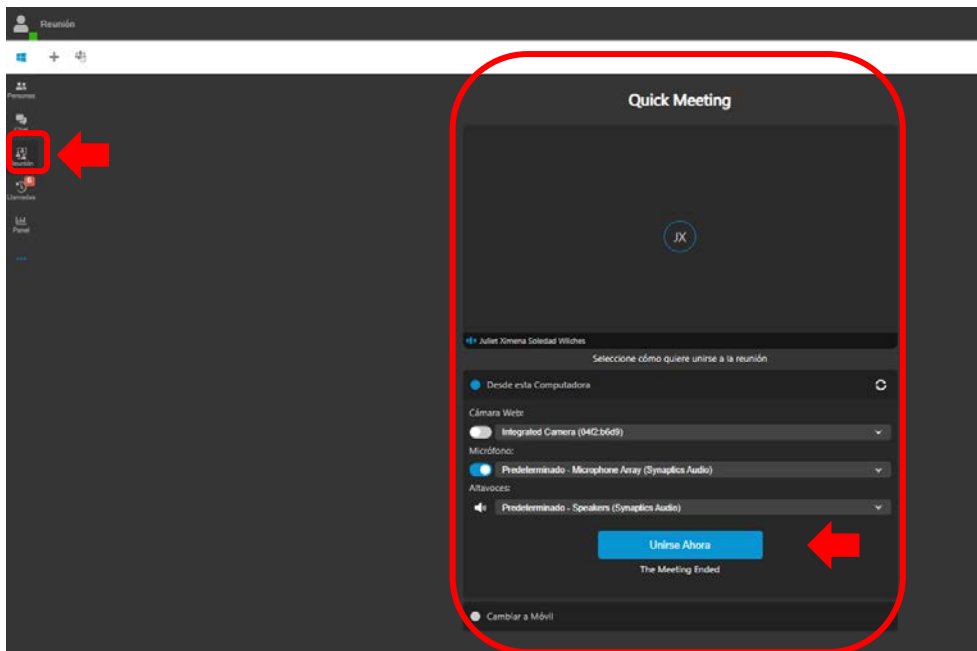 Reunión
Personas
Chat
Reunión
6
Llamadas
Panel
Quick Meeting
JX
Juliet Ximena Soledad Wilches
Seleccione cómo quiere unirse a la reunión
Desde esta Computadora
Cámara Web:
Integrated Camera (04f2:b6d9)
Micrófono:
Predeterminado - Microphone Array (Synaptics Audio)
Altavoces:
Predeterminado - Speakers (Synaptics Audio)
Unirse Ahora
The Meeting Ended
Cambiar a Móvil